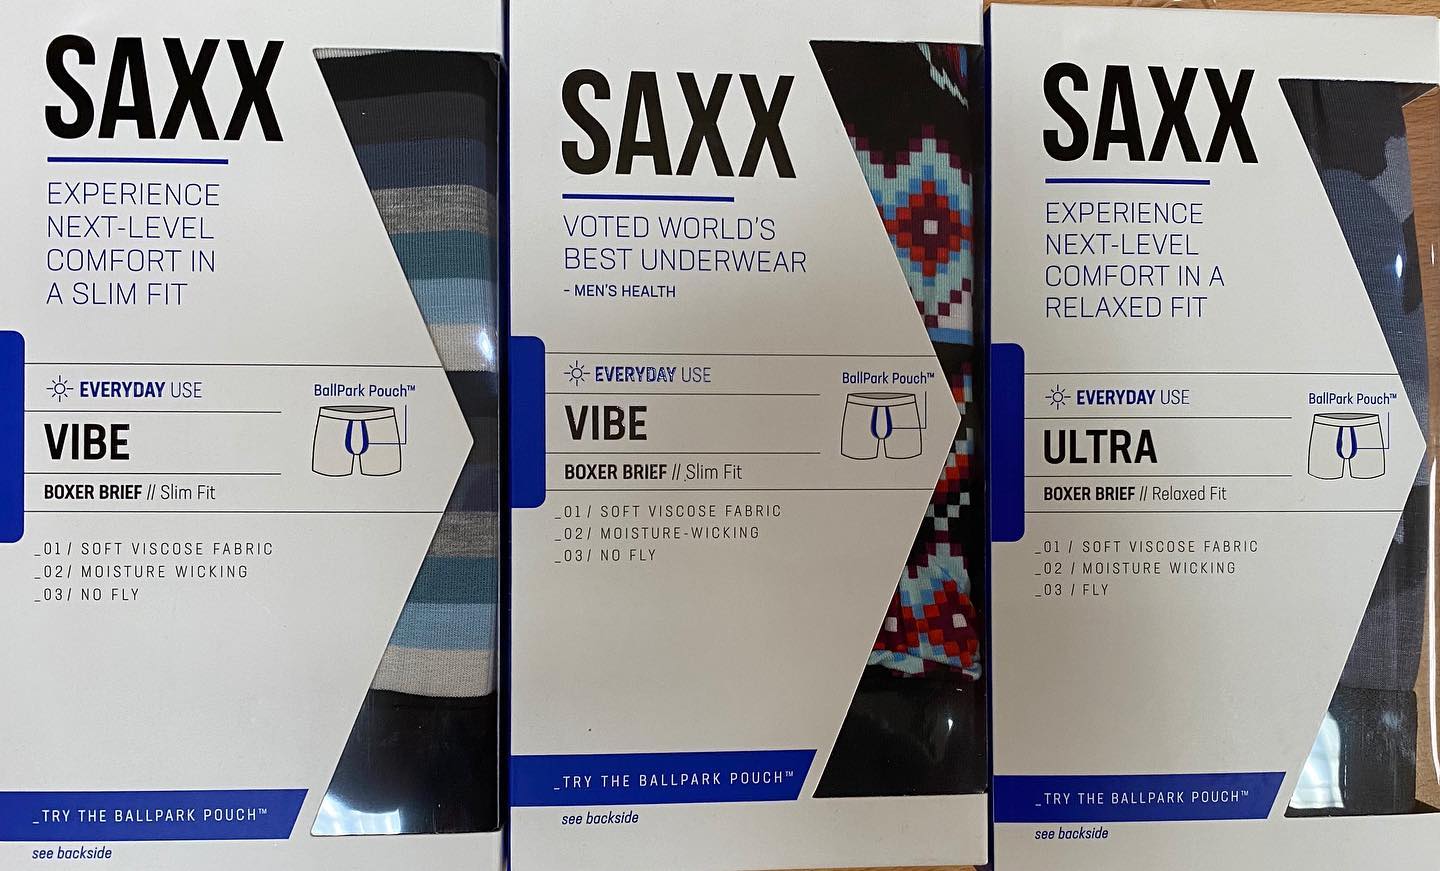 SAXX
EXPERIENCE
NEXT-LEVEL
COMFORT IN
A SLIM FIT
EVERYDAY USE
VIBE
BOXER BRIEF // Slim Fit
BallPark Pouch™
_01/ SOFT VISCOSE FABRIC
_02/ MOISTURE WICKING
_03/ NO FLY
_TRY THE BALLPARK POUCH™
see backside
SAXX
VOTED WORLD'S
BEST UNDERWEAR
- MEN'S HEALTH
EVERYDAY USE
VIBE
BOXER BRIEF // Slim Fit
BallPark Pouch™
_01/ SOFT VISCOSE FABRIC
_02/ MOISTURE-WICKING
_03/ NO FLY
_TRY THE BALLPARK POUCH™
see backside
SAXX
EXPERIENCE
NEXT-LEVEL
COMFORT IN A
RELAXED FIT
EVERYDAY USE
ULTRA
BOXER BRIEF // Relaxed Fit
BallPark Pouch™
_01 / SOFT VISCOSE FABRIC
_02 / MOISTURE WICKING
_03 / FLY
_TRY THE BALLPARK POUCH™
see backside